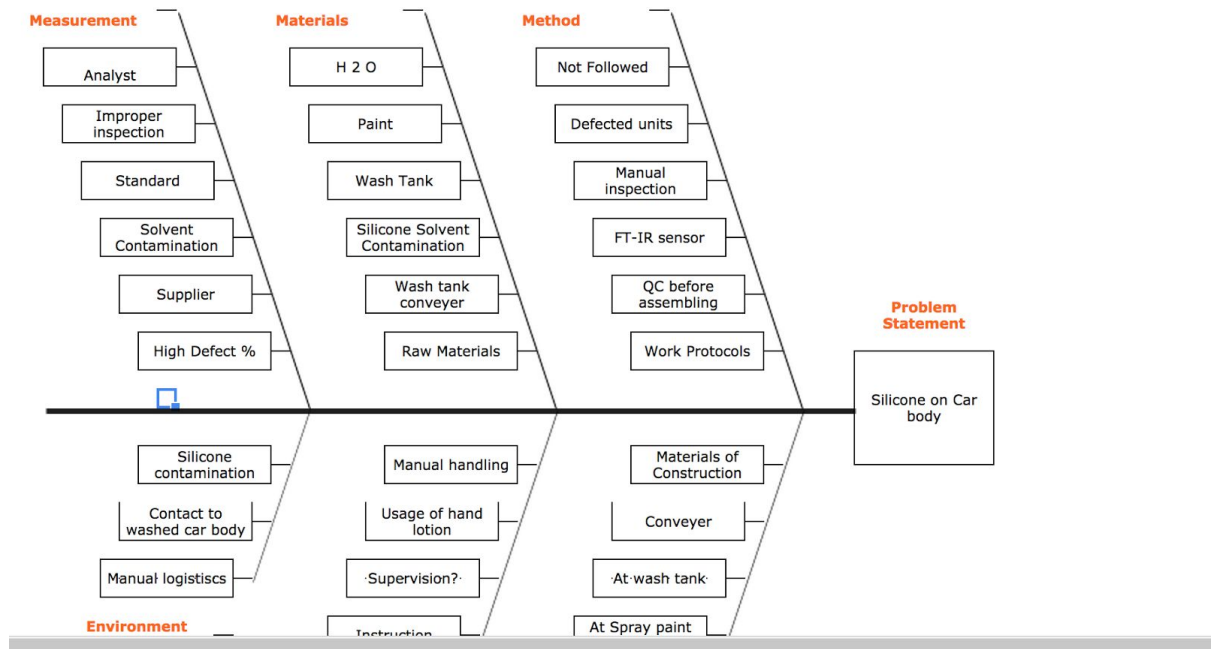 Measurement
Materials
Method
Analyst
H 2 O
Not Followed
Improper
inspection
Paint
Defected units
Standard
Wash Tank
Manual
inspection
Solvent
Contamination
Silicone Solvent
Contamination
FT-IR sensor
Supplier
Wash tank
conveyer
QC before
assembling
High Defect %
Raw Materials
Work Protocols
Problem
Statement
Silicone on Car
body
Silicone
contamination
Manual handling
Materials of
Construction
Contact to
washed car body
Usage of hand
lotion
Conveyer
Manual logistiscs
Supervision?
At wash tank
Environment
Instruction
At Spray paint